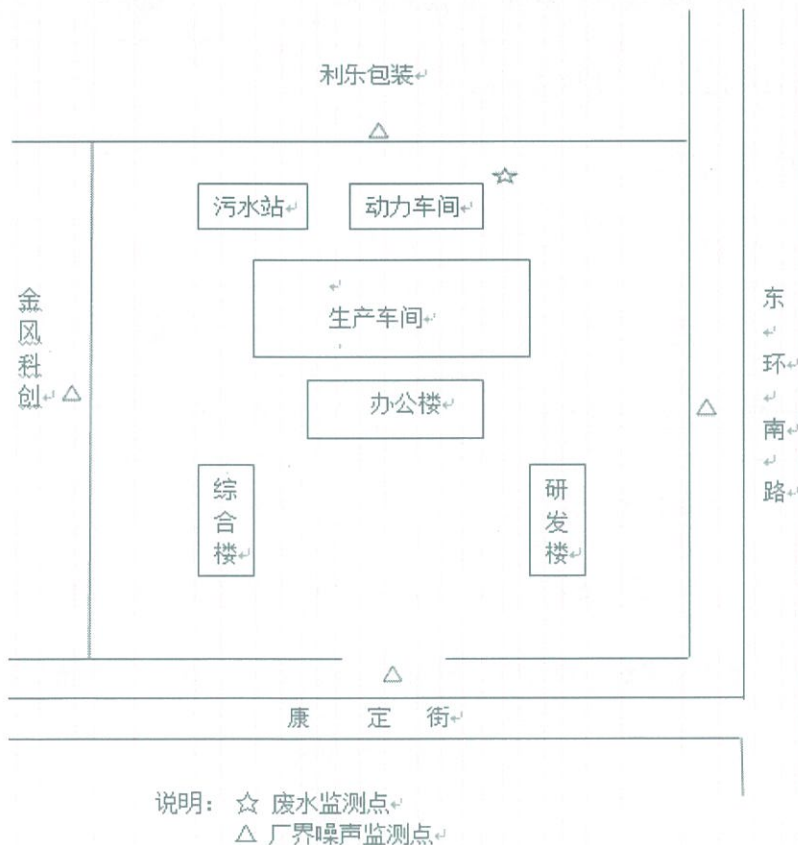 利乐包装
污水站
动力车间
生产车间
办公楼
金风科创
东环南路
综合楼
研发楼
康定街
说明：☆ 废水监测点
△ 厂界噪声监测点